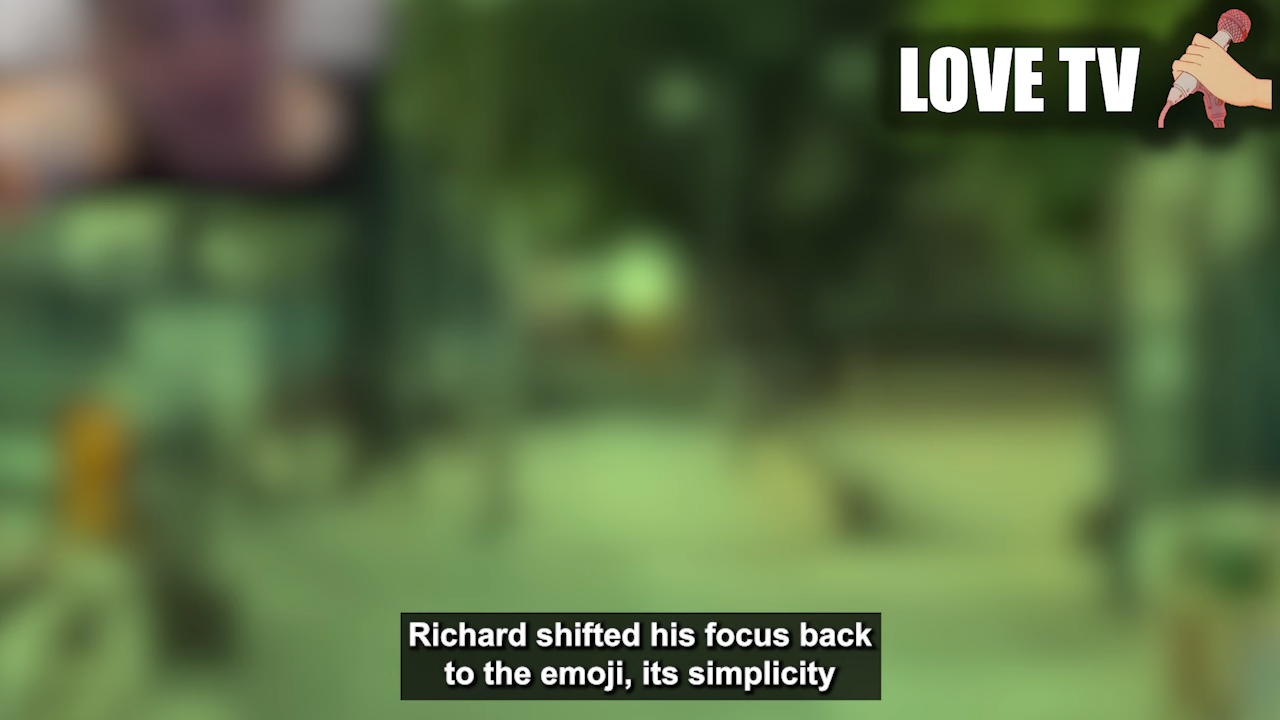 LOVE TV
Richard shifted his focus back
to the emoji, its simplicity